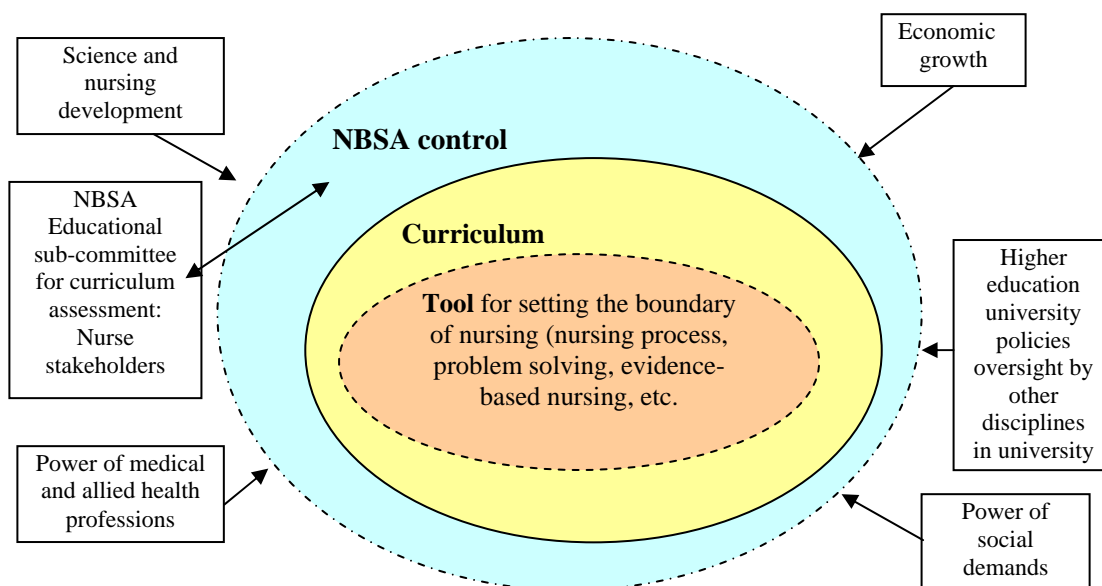 Science and
nursing
development
Economic
growth
NBSA control
NBSA
Educational
sub-committee
for curriculum
assessment:
Nurse
stakeholders
Curriculum
Tool for setting the boundary
of nursing (nursing process,
problem solving, evidence-
based nursing, etc.
Higher
education
university
policies
oversight by
other
disciplines
in university
Power of medical
and allied health
professions
Power of
social
demands